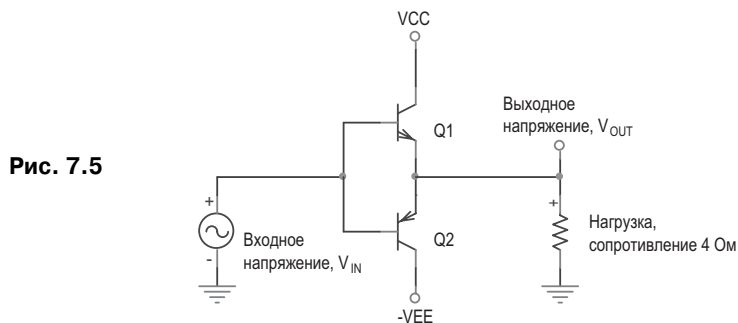 VCC
Выходное
напряжение, VOUT
Q1
Рис. 7.5
+
+
Нагрузка,
сопротивление 4 Ом
Входное
напряжение, VIN
-
Q2
-VEE